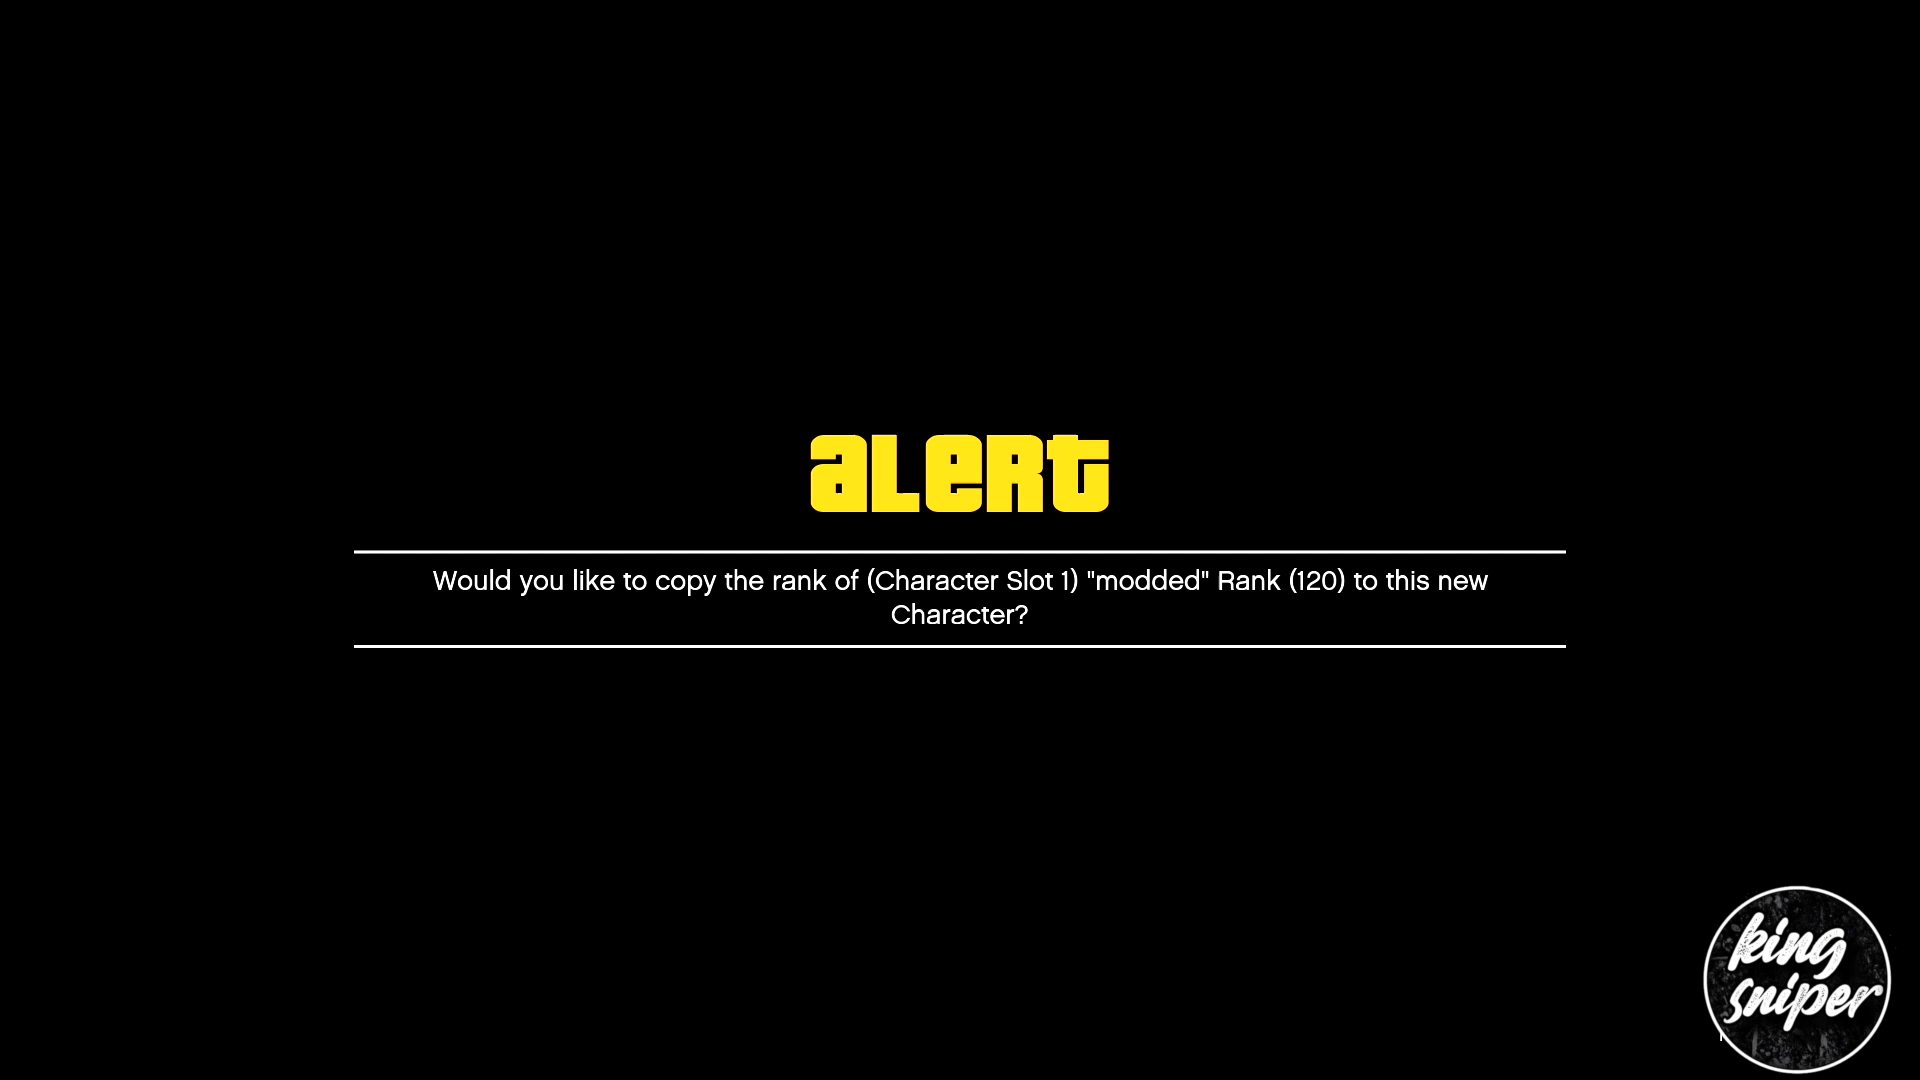 aLeRt
Would you like to copy the rank of (Character Slot 1) "modded" Rank (120) to this new
Character?
king
sniper